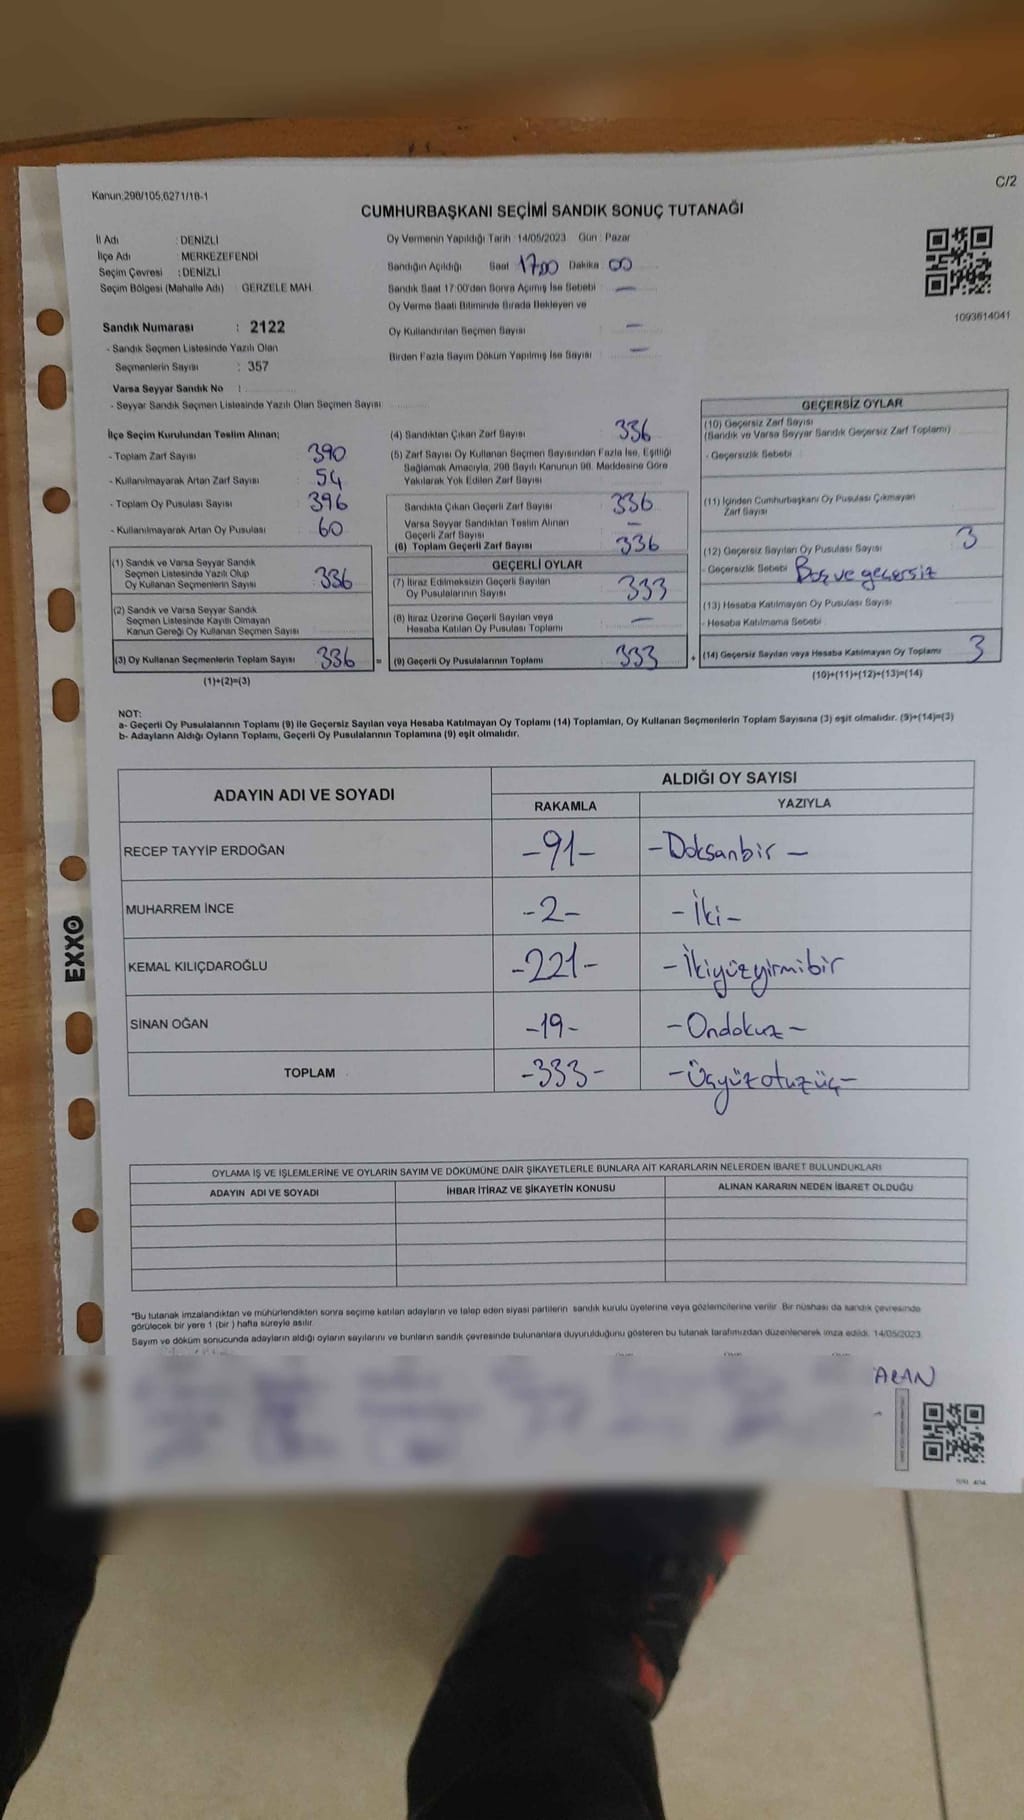 Kanun:298/105;6271/18-1
C/2
CUMHURBAŞKANI SEÇİMİ SANDIK SONUÇ TUTANAĞI
İl Adı : DENİZLİ
İlçe Adı : MERKEZEFENDİ
Seçim Çevresi : DENİZLİ
Seçim Bölgesi (Mahalle Adı) GERZELE MAH.
Sandık Numarası : 2122
- Sandık Seçmen Listesinde Yazılı Olan
Seçmenlerin Sayısı : 357
Varsa Seyyar Sandık No :
- Seyyar Sandık Seçmen Listesinde Yazılı Olan Seçmen Sayısı
Oy Vermenin Yapıldığı Tarih : 14/05/2023 Gün : Pazar
Sandığın Açıldığı Saat 17:00 Dakika 00
Sandık Saat 17:00'den Sonra Açımış İse Sebebi —
Oy Verme Saati Bitiminde Sırada Bekleyen ve
Oy Kullandırılan Seçmen Sayısı —
Birden Fazla Sayım Döküm Yapılmış İse Sayısı —
1093614041
İlçe Seçim Kurulundan Teslim Alınan;
- Toplam Zarf Sayısı 390
- Kullanılmayarak Artan Zarf Sayısı 54
- Toplam Oy Pusulası Sayısı 396
- Kullanılmayarak Artan Oy Pusulası 60
(1) Sandık ve Varsa Seyyar Sandık
Seçmen Listesinde Yazılı Olup
Oy Kullanan Seçmenlerin Sayısı 336
(2) Sandık ve Varsa Seyyar Sandık
Seçmen Listesinde Kayıtlı Olmayan
Kanun Gereği Oy Kullanan Seçmen Sayısı
(3) Oy Kullanan Seçmenlerin Toplam Sayısı 336 =
(1)+(2)=(3)
(4) Sandıktan Çıkan Zarf Sayısı 336
(5) Zarf Sayısı Oy Kullanan Seçmen Sayısından Fazla İse, Eşitliği
Sağlamak Amacıyla, 298 Sayılı Kanunun 98. Maddesine Göre
Yakılarak Yok Edilen Zarf Sayısı
Sandıkta Çıkan Geçerli Zarf Sayısı 336
Varsa Seyyar Sandıktan Teslim Alınan
Geçerli Zarf Sayısı —
(6) Toplam Geçerli Zarf Sayısı 336
GEÇERLİ OYLAR
(7) İtiraz Edilmeksizin Geçerli Sayılan
Oy Pusulalarının Sayısı 333
(8) İtiraz Üzerine Geçerli Sayılan veya
Hesaba Katılan Oy Pusulası Toplamı —
(9) Geçerli Oy Pusulalarının Toplamı 333 +
GEÇERSİZ OYLAR
(10) Geçersiz Zarf Sayısı
(Sandık ve Varsa Seyyar Sandık Geçersiz Zarf Toplamı)
- Geçersizlik Sebebi
(11) İçinden Cumhurbaşkanı Oy Pusulası Çıkmayan
Zarf Sayısı
(12) Geçersiz Sayılan Oy Pusulası Sayısı 3
- Geçersizlik Sebebi Boş ve geçersiz
(13) Hesaba Katılmayan Oy Pusulası Sayısı
- Hesaba Katılmama Sebebi
(14) Geçersiz Sayılan veya Hesaba Katılmayan Oy Toplamı 3
(10)+(11)+(12)+(13)=(14)
NOT:
a- Geçerli Oy Pusulalarının Toplamı (9) ile Geçersiz Sayılan veya Hesaba Katılmayan Oy Toplamı (14) Toplamları, Oy Kullanan Seçmenlerin Toplam Sayısına (3) eşit olmalıdır. (9)+(14)=(3)
b- Adayların Aldığı Oyların Toplamı, Geçerli Oy Pusulalarının Toplamına (9) eşit olmalıdır.
ADAYIN ADI VE SOYADI
ALDIĞI OY SAYISI
RAKAMLA YAZIYLA
RECEP TAYYİP ERDOĞAN -91- -Doksanbir -
MUHARREM İNCE -2- -İki-
KEMAL KILIÇDAROĞLU -221- -İkiyüzyirmibir
SİNAN OĞAN -19- -Ondokuz-
TOPLAM -333- -Üçyüzotuzüç-
EXXO
OYLAMA İŞ VE İŞLEMLERİNE VE OYLARIN SAYIM VE DÖKÜMÜNE DAİR ŞİKAYETLERLE BUNLARA AİT KARARLARIN NELERDEN İBARET BULUNDUKLARI
ADAYIN ADI VE SOYADI İHBAR İTİRAZ VE ŞİKAYETİN KONUSU ALINAN KARARIN NEDEN İBARET OLDUĞU
*Bu tutanak imzalandıktan ve mühürlendikten sonra seçime katılan adayların ve talep eden siyasi partilerin sandık kurulu üyelerine veya gözlemcilerine verilir. Bir nüshası da sandık çevresinde
görülecek bir yere 1 (bir) hafta süreyle asılır.
Sayım ve döküm sonucunda adayların aldığı oyların sayılarını ve bunların sandık çevresinde bulunanlara duyurulduğunu gösteren bu tutanak tarafımızdan düzenlenerek imza edildi. 14/05/2023